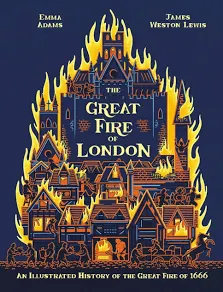 EMMA
ADAMS
JAMES
WESTON LEWIS
THE
GREAT
FIRE
OF
LONDON
AN ILLUSTRATED HISTORY OF THE GREAT FIRE OF 1666